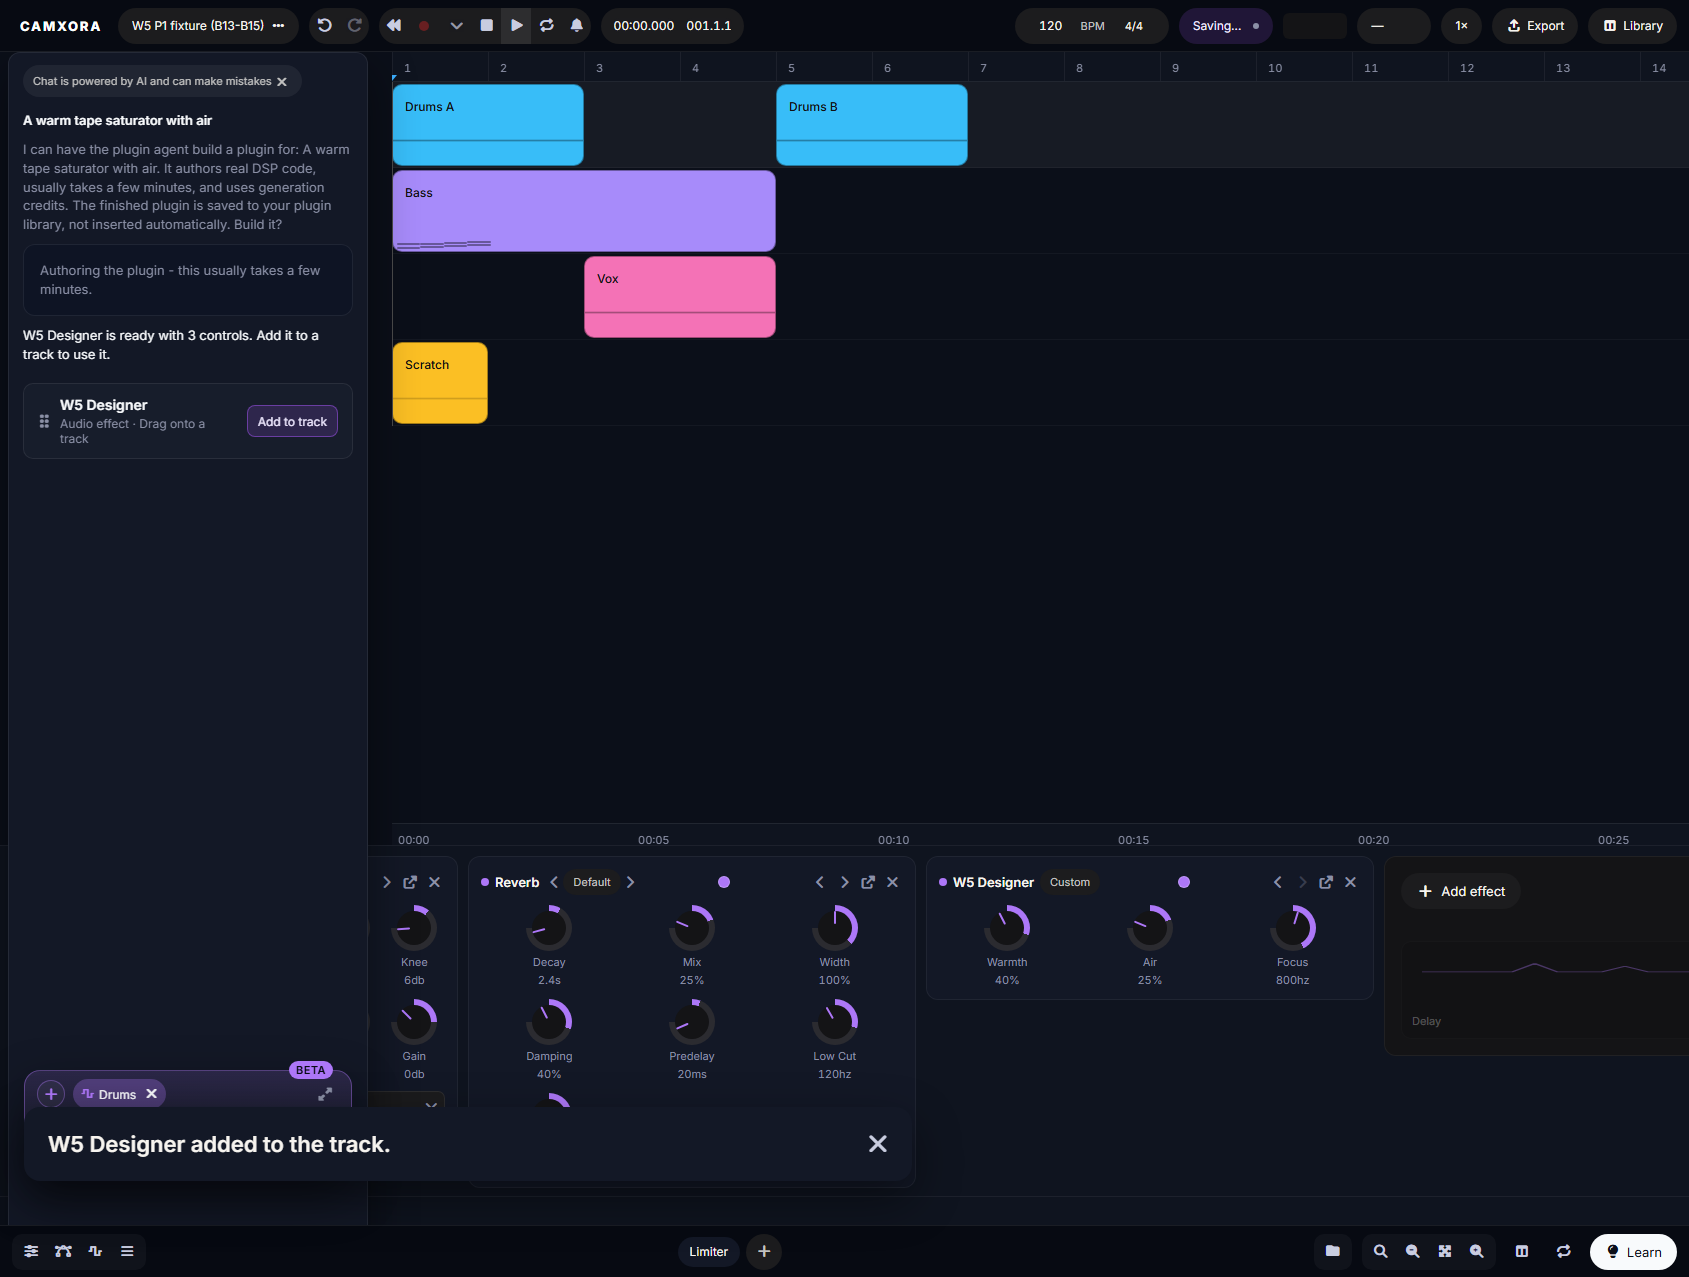 CAMXORA
W5 P1 fixture (B13-B15)
00:00.000 001.1.1
120 BPM 4/4
Saving...
1×
Export
Library
Chat is powered by AI and can make mistakes
A warm tape saturator with air
I can have the plugin agent build a plugin for: A warm
tape saturator with air. It authors real DSP code,
usually takes a few minutes, and uses generation
credits. The finished plugin is saved to your plugin
library, not inserted automatically. Build it?
Authoring the plugin - this usually takes a few
minutes.
W5 Designer is ready with 3 controls. Add it to a
track to use it.
W5 Designer
Audio effect · Drag onto a
track
Add to track
1 2 3 4 5 6 7 8 9 10 11 12 13 14
Drums A
Drums B
Bass
Vox
Scratch
00:00 00:05 00:10 00:15 00:20 00:25
Knee
6db
Gain
0db
Reverb
Default
Decay Mix Width
2.4s 25% 100%
Damping Predelay Low Cut
40% 20ms 120hz
W5 Designer
Custom
Warmth Air Focus
40% 25% 800hz
Add effect
Delay
BETA
Drums
W5 Designer added to the track.
Limiter
Learn